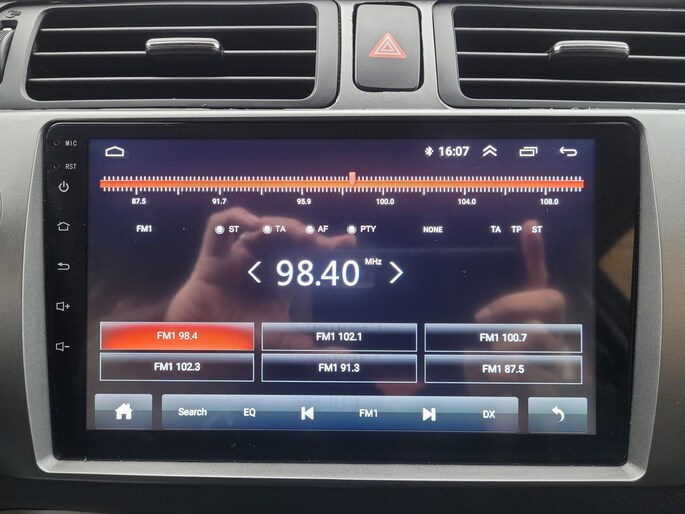 MIC
RST
16:07
87.5 91.7 95.9 100.0 104.0 108.0
FM1 ST TA AF PTY NONE TA TP ST
98.40 MHz
FM1 98.4 FM1 102.1 FM1 100.7
FM1 102.3 FM1 91.3 FM1 87.5
Search EQ FM1 DX